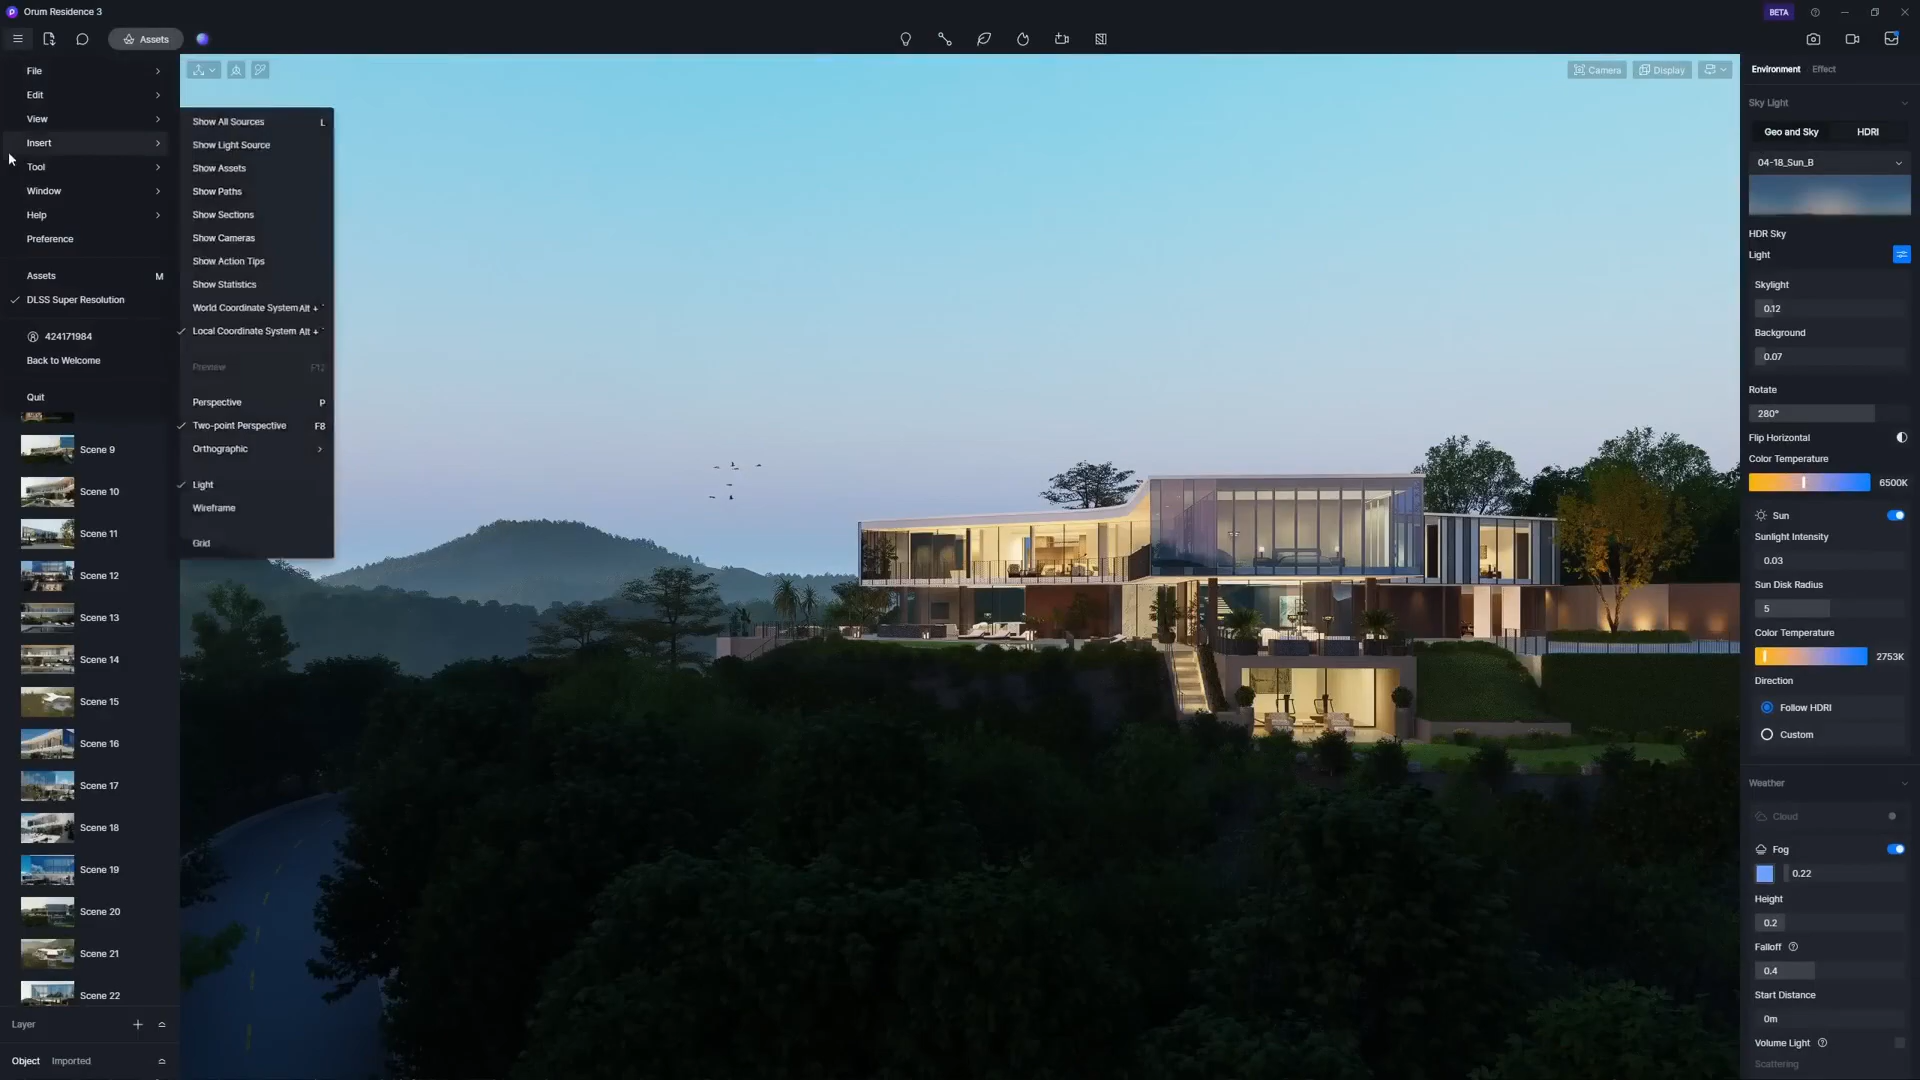 Orum Residence 3
BETA
Assets
File
Edit
View
Insert
Tool
Window
Help
Preference
Assets M
DLSS Super Resolution
424171984
Back to Welcome
Quit
Scene 9
Scene 10
Scene 11
Scene 12
Scene 13
Scene 14
Scene 15
Scene 16
Scene 17
Scene 18
Scene 19
Scene 20
Scene 21
Scene 22
Layer
Object Imported
Show All Sources L
Show Light Source
Show Assets
Show Paths
Show Sections
Show Cameras
Show Action Tips
Show Statistics
World Coordinate System Alt + `
Local Coordinate System Alt + `
Preview F12
Perspective P
Two-point Perspective F8
Orthographic
Light
Wireframe
Grid
Camera
Display
Environment Effect
Sky Light
Geo and Sky HDRI
04-18_Sun_B
HDR Sky
Light
Skylight
0.12
Background
0.07
Rotate
280°
Flip Horizontal
Color Temperature
6500K
Sun
Sunlight Intensity
0.03
Sun Disk Radius
5
Color Temperature
2753K
Direction
Follow HDRI
Custom
Weather
Cloud
Fog
0.22
Height
0.2
Falloff
0.4
Start Distance
0m
Volume Light
Scattering